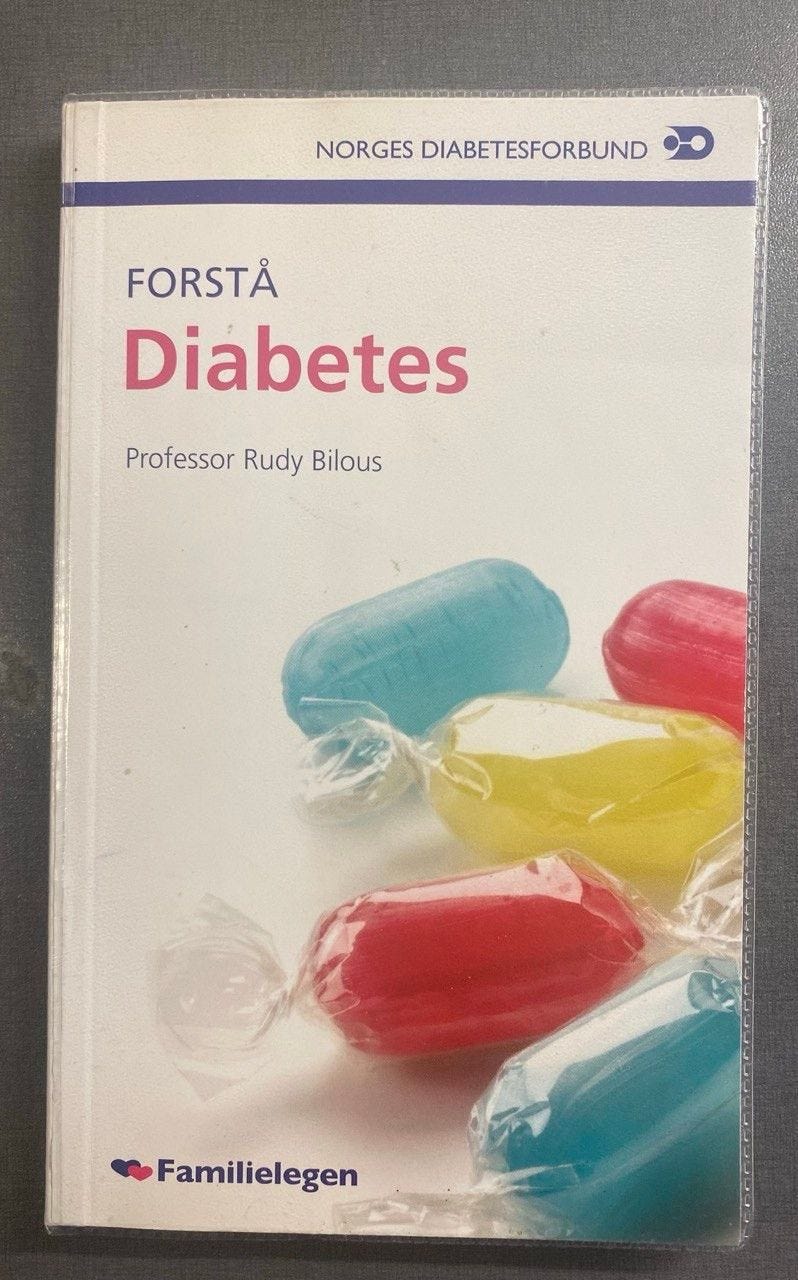 NORGES DIABETESFORBUND
FORSTÅ
Diabetes
Professor Rudy Bilous
Familielegen